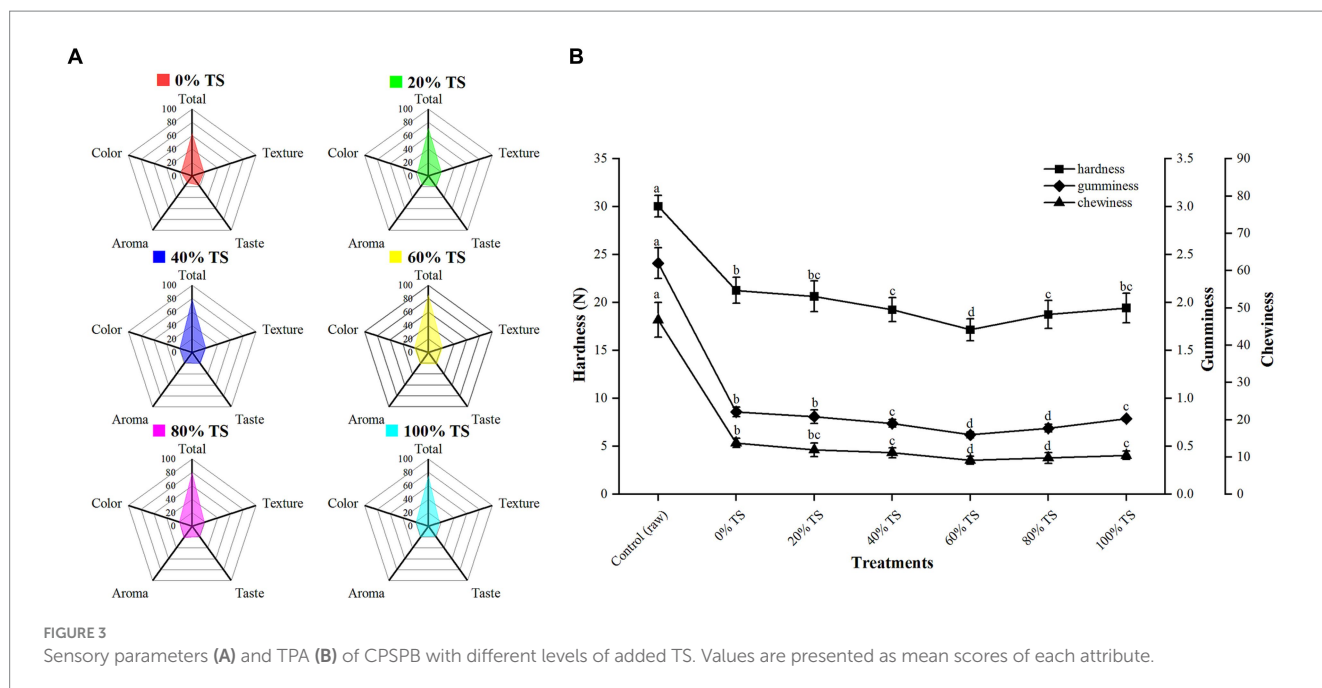 A
0% TS
Total
100
80
60
40
20
0
Color
Texture
Aroma
Taste
20% TS
Total
100
80
60
40
20
0
Color
Texture
Aroma
Taste
40% TS
Total
100
80
60
40
20
0
Color
Texture
Aroma
Taste
60% TS
Total
100
80
60
40
20
0
Color
Texture
Aroma
Taste
80% TS
Total
100
80
60
40
20
0
Color
Texture
Aroma
Taste
100% TS
Total
100
80
60
40
20
0
Color
Texture
Aroma
Taste
B
hardness
gumminess
chewiness
35
30
25
20
15
10
5
0
Hardness (N)
a
b
bc
c
d
c
bc
a
b
b
c
d
d
c
a
b
bc
c
d
d
c
3.5
3.0
2.5
2.0
1.5
1.0
0.5
0.0
Gumminess
90
80
70
60
50
40
30
20
10
0
Chewiness
Control (raw)
0% TS
20% TS
40% TS
60% TS
80% TS
100% TS
Treatments
FIGURE 3
Sensory parameters (A) and TPA (B) of CPSPB with different levels of added TS. Values are presented as mean scores of each attribute.